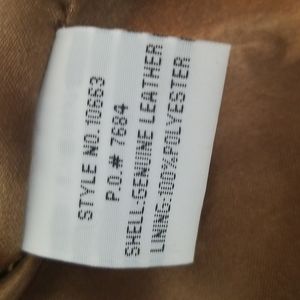 STYLE NO.10663
P.O.# 7684
SHELL:GENUINE LEATHER
LINING:100%POLYESTER